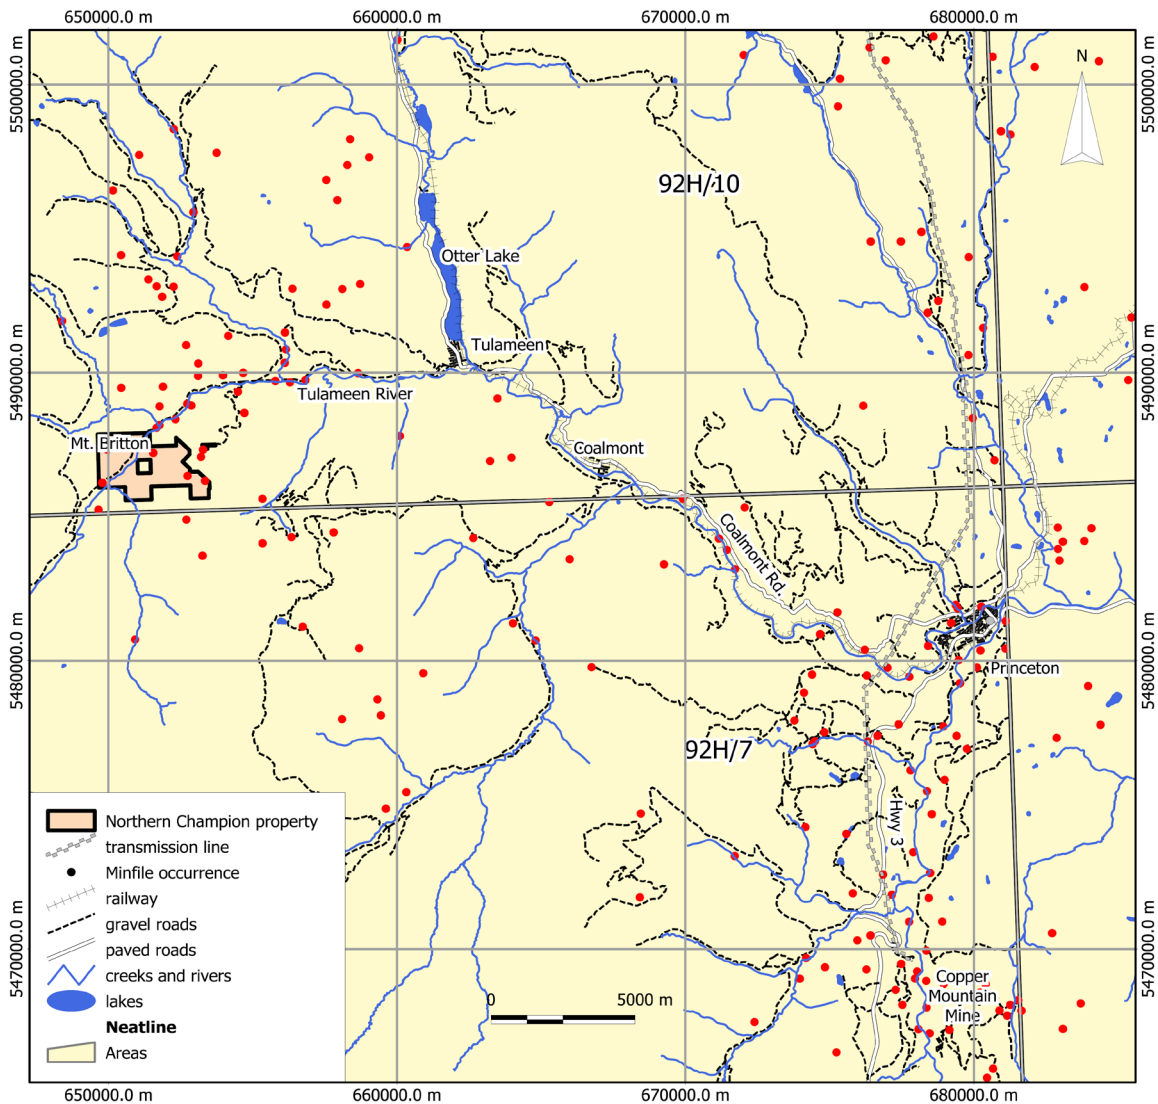 650000.0 m
660000.0 m
670000.0 m
680000.0 m
5500000.0 m
5500000.0 m
N
92H/10
Otter Lake
Tulameen
5490000.0 m
5490000.0 m
Tulameen River
Mt. Britton
Coalmont
Coalmont Rd.
5480000.0 m
5480000.0 m
Princeton
92H/7
Hwy 3
Northern Champion property
transmission line
Minfile occurrence
railway
gravel roads
paved roads
creeks and rivers
lakes
Neatline
Areas
5470000.0 m
5470000.0 m
0
5000 m
Copper
Mountain
Mine
650000.0 m
660000.0 m
670000.0 m
680000.0 m